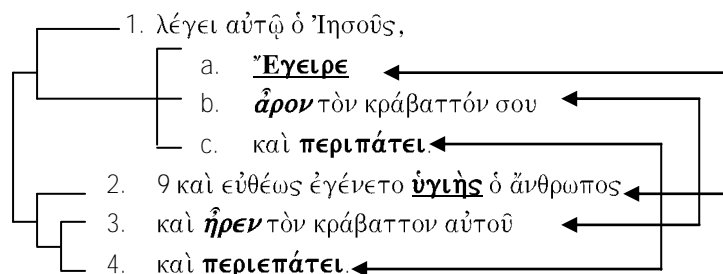 1. λέγει αὐτῷ ὁ Ἰησοῦς,
a. Ἔγειρε
b. ἆρον τὸν κράβαττόν σου
c. καὶ περιπάτει.
2. 9 καὶ εὐθέως ἐγένετο ὑγιὴς ὁ ἄνθρωπος
3. καὶ ἦρεν τὸν κράβαττον αὐτοῦ
4. καὶ περιεπάτει.